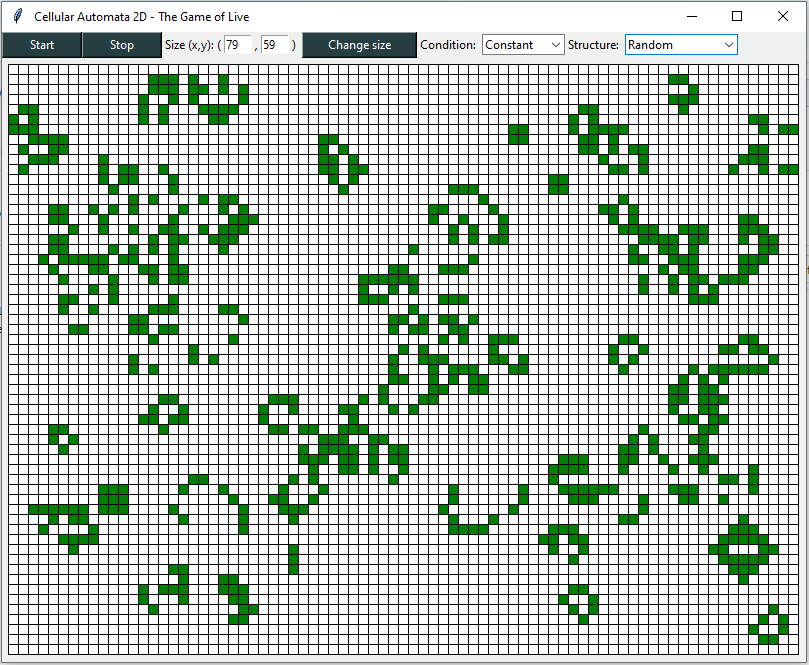 Cellular Automata 2D - The Game of Live
Start Stop Size (x,y): ( 79 , 59 ) Change size Condition: Constant Structure: Random